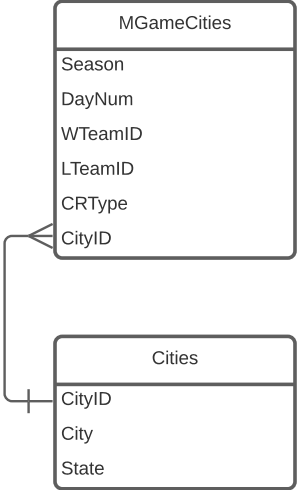 MGameCities
Season
DayNum
WTeamID
LTeamID
CRType
CityID
Cities
CityID
City
State